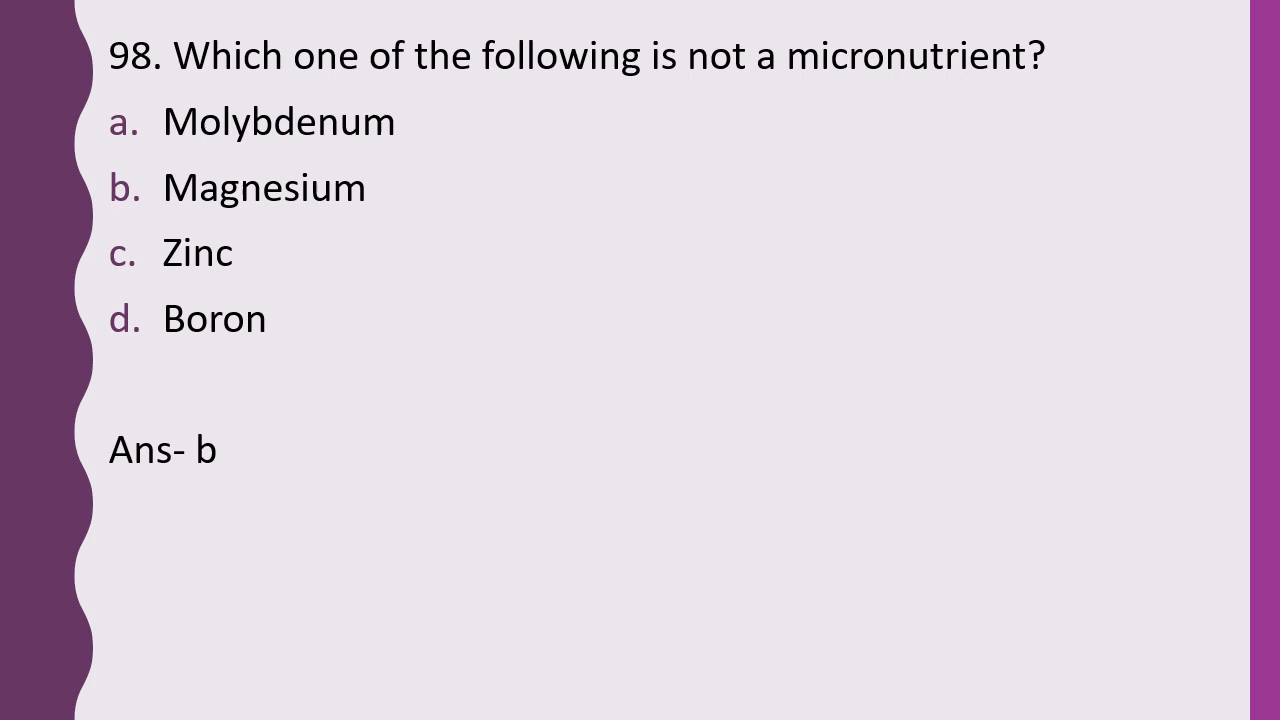 98. Which one of the following is not a micronutrient?
a. Molybdenum
b. Magnesium
c. Zinc
d. Boron
Ans- b